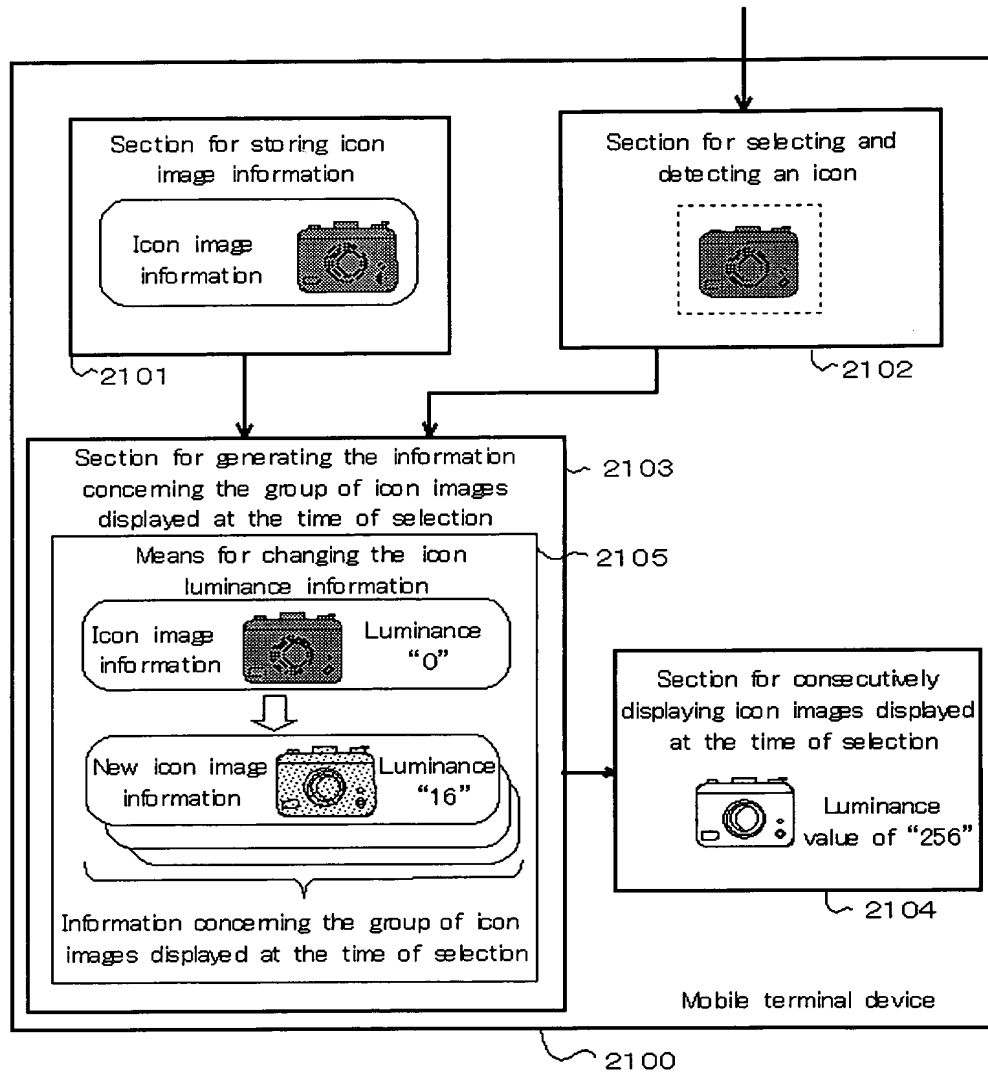 Section for storing icon
image information
Icon image
information
2101
Section for selecting and
detecting an icon
2102
Section for generating the information
concerning the group of icon images
displayed at the time of selection
2103
Means for changing the icon
luminance information
2105
Icon image
information
Luminance
“0”
New icon image
information
Luminance
“16”
Information concerning the group of icon
images displayed at the time of selection
Section for consecutively
displaying icon images displayed
at the time of selection
Luminance
value of “256”
2104
Mobile terminal device
2100